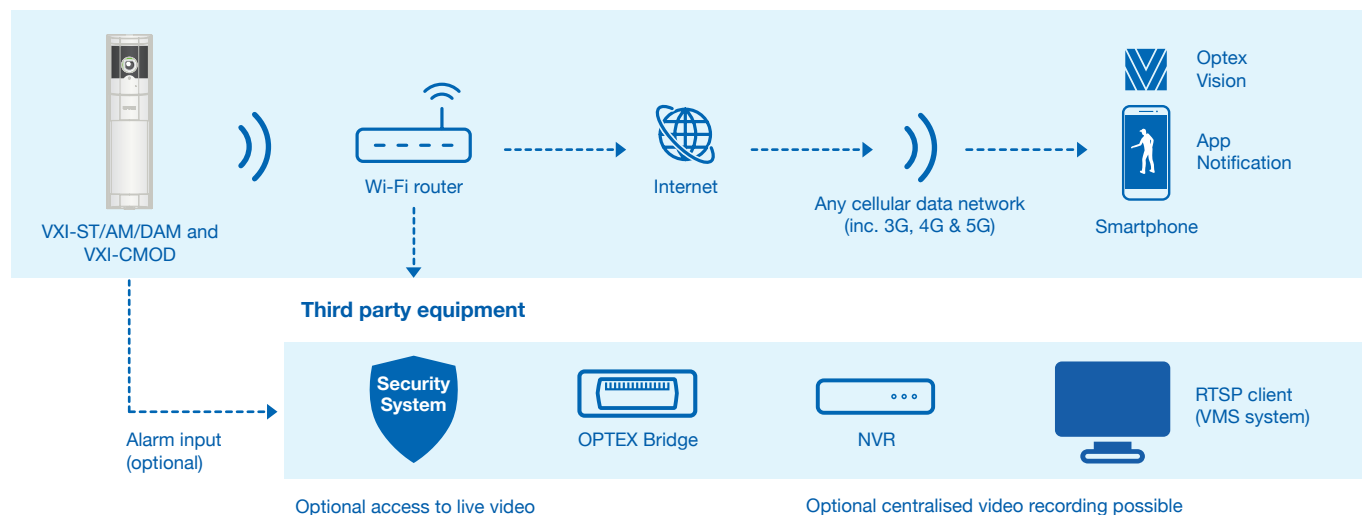 Optex
Vision
App
Notification
Wi-Fi router
Internet
Any cellular data network
(inc. 3G, 4G & 5G)
Smartphone
VXI-ST/AM/DAM and
VXI-CMOD
Third party equipment
Security
System
RTSP client
(VMS system)
OPTEX Bridge
NVR
Alarm input
(optional)
Optional access to live video
Optional centralised video recording possible